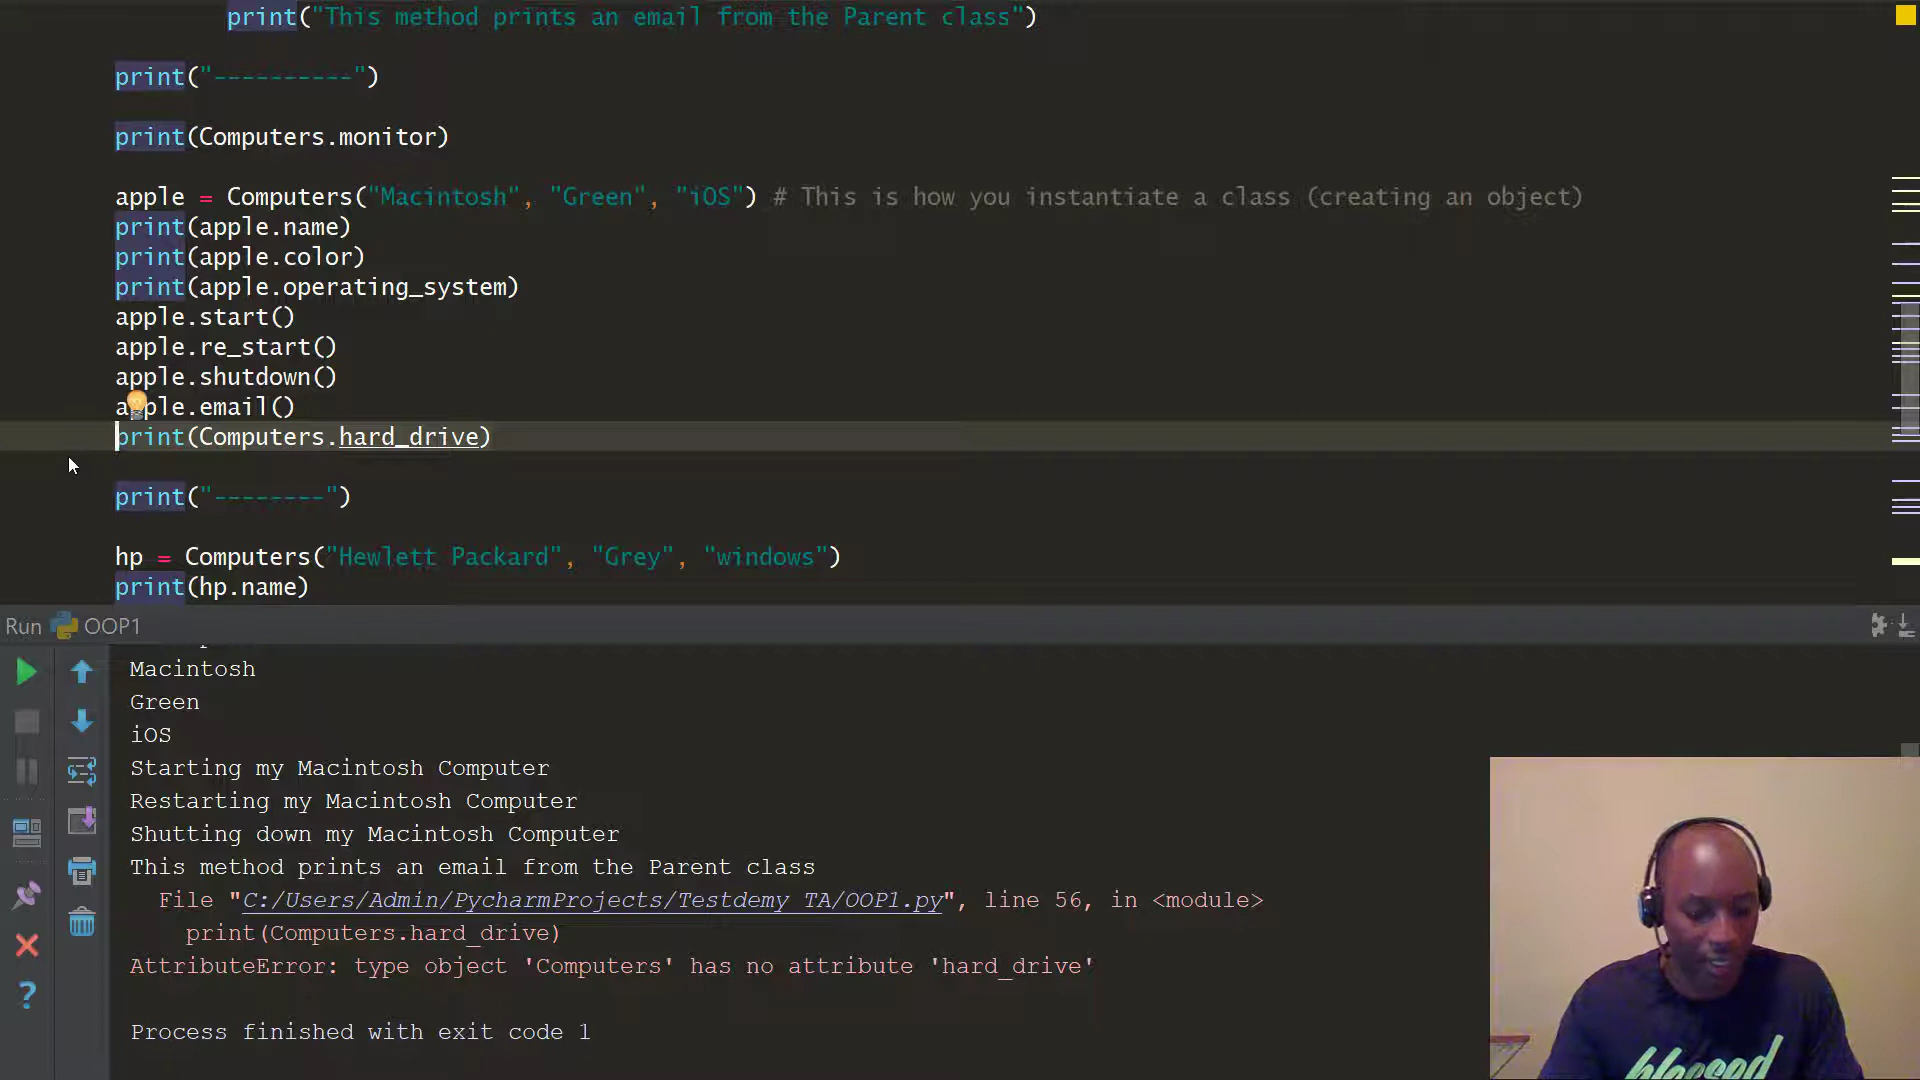 print("This method prints an email from the Parent class")
print("----------")
print(Computers.monitor)
apple = Computers("Macintosh", "Green", "iOS") # This is how you instantiate a class (creating an object)
print(apple.name)
print(apple.color)
print(apple.operating_system)
apple.start()
apple.re_start()
apple.shutdown()
apple.email()
print(Computers.hard_drive)
print("--------")
hp = Computers("Hewlett Packard", "Grey", "windows")
print(hp.name)
Run OOP1
Macintosh
Green
iOS
Starting my Macintosh Computer
Restarting my Macintosh Computer
Shutting down my Macintosh Computer
This method prints an email from the Parent class
File "C:/Users/Admin/PycharmProjects/Testdemy TA/OOP1.py", line 56, in <module>
print(Computers.hard_drive)
AttributeError: type object 'Computers' has no attribute 'hard_drive'
Process finished with exit code 1
blessed